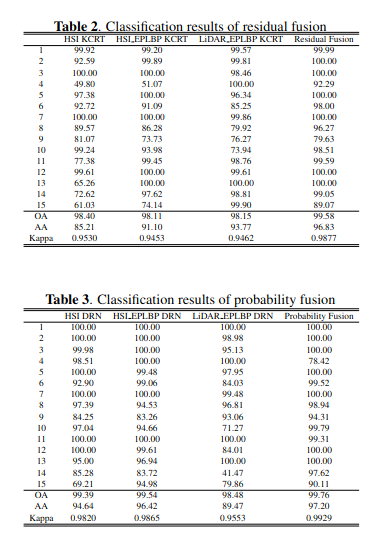 Table 2. Classification results of residual fusion
HSI KCRT HSI_EPLBP KCRT LiDAR_EPLBP KCRT Residual Fusion
1 99.92 99.20 99.57 99.99
2 92.59 99.89 99.81 100.00
3 100.00 100.00 98.46 100.00
4 49.80 51.07 100.00 92.29
5 97.38 100.00 96.34 100.00
6 92.72 91.09 85.25 98.00
7 100.00 100.00 99.86 100.00
8 89.57 86.28 79.92 96.27
9 81.07 73.73 76.27 79.63
10 99.24 93.98 73.94 98.51
11 77.38 99.45 98.76 99.59
12 99.61 100.00 99.61 100.00
13 65.26 100.00 100.00 100.00
14 72.62 97.62 98.81 99.05
15 61.03 74.14 99.90 89.07
OA 98.40 98.11 98.15 99.58
AA 85.21 91.10 93.77 96.83
Kappa 0.9530 0.9453 0.9462 0.9877
Table 3. Classification results of probability fusion
HSI DRN HSI_EPLBP DRN LiDAR_EPLBP DRN Probability Fusion
1 100.00 100.00 100.00 100.00
2 100.00 100.00 98.98 100.00
3 99.98 100.00 95.13 100.00
4 98.51 100.00 100.00 78.42
5 100.00 99.48 97.95 100.00
6 92.90 99.06 84.03 99.52
7 100.00 100.00 99.48 100.00
8 97.39 94.53 96.81 98.94
9 84.25 83.26 93.06 94.31
10 97.04 94.66 71.27 99.79
11 100.00 100.00 100.00 99.31
12 100.00 99.61 84.01 100.00
13 95.00 96.94 100.00 100.00
14 85.28 83.72 41.47 97.62
15 69.21 94.98 79.86 90.11
OA 99.39 99.54 98.48 99.76
AA 94.64 96.42 89.47 97.20
Kappa 0.9820 0.9865 0.9553 0.9929